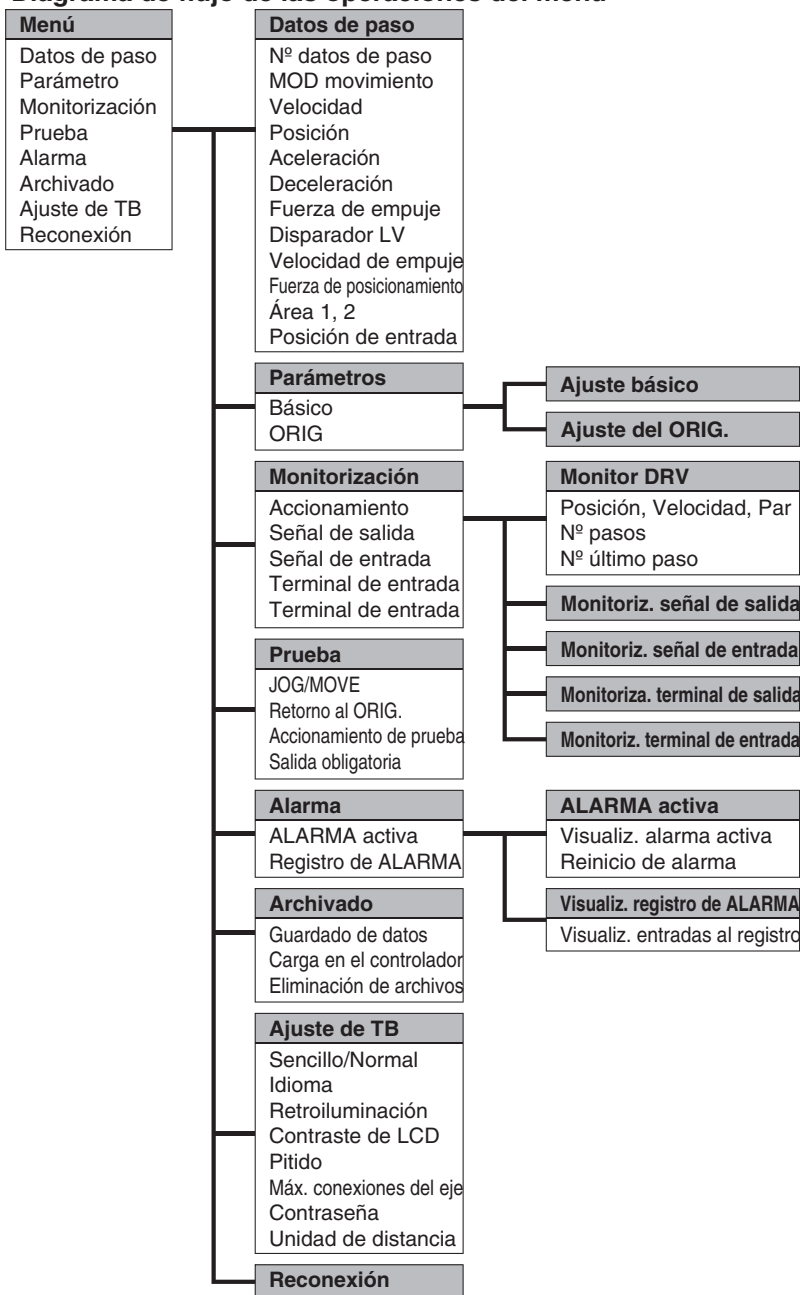 Diagrama de flujo de las operaciones del menú
Menú
Datos de paso
Parámetro
Monitorización
Prueba
Alarma
Archivado
Ajuste de TB
Reconexión
Datos de paso
Nº datos de paso
MOD movimiento
Velocidad
Posición
Aceleración
Deceleración
Fuerza de empuje
Disparador LV
Velocidad de empuje
Fuerza de posicionamiento
Área 1, 2
Posición de entrada
Parámetros
Básico
ORIG
Ajuste básico
Ajuste del ORIG.
Monitorización
Accionamiento
Señal de salida
Señal de entrada
Terminal de entrada
Terminal de entrada
Monitor DRV
Posición, Velocidad, Par
Nº pasos
Nº último paso
Monitoriz. señal de salida
Monitoriz. señal de entrada
Monitoriza. terminal de salida
Monitoriz. terminal de entrada
Prueba
JOG/MOVE
Retorno al ORIG.
Accionamiento de prueba
Salida obligatoria
Alarma
ALARMA activa
Registro de ALARMA
ALARMA activa
Visualiz. alarma activa
Reinicio de alarma
Visualiz. registro de ALARMA
Visualiz. entradas al registro
Archivado
Guardado de datos
Carga en el controlador
Eliminación de archivos
Ajuste de TB
Sencillo/Normal
Idioma
Retroiluminación
Contraste de LCD
Pitido
Máx. conexiones del eje
Contraseña
Unidad de distancia
Reconexión